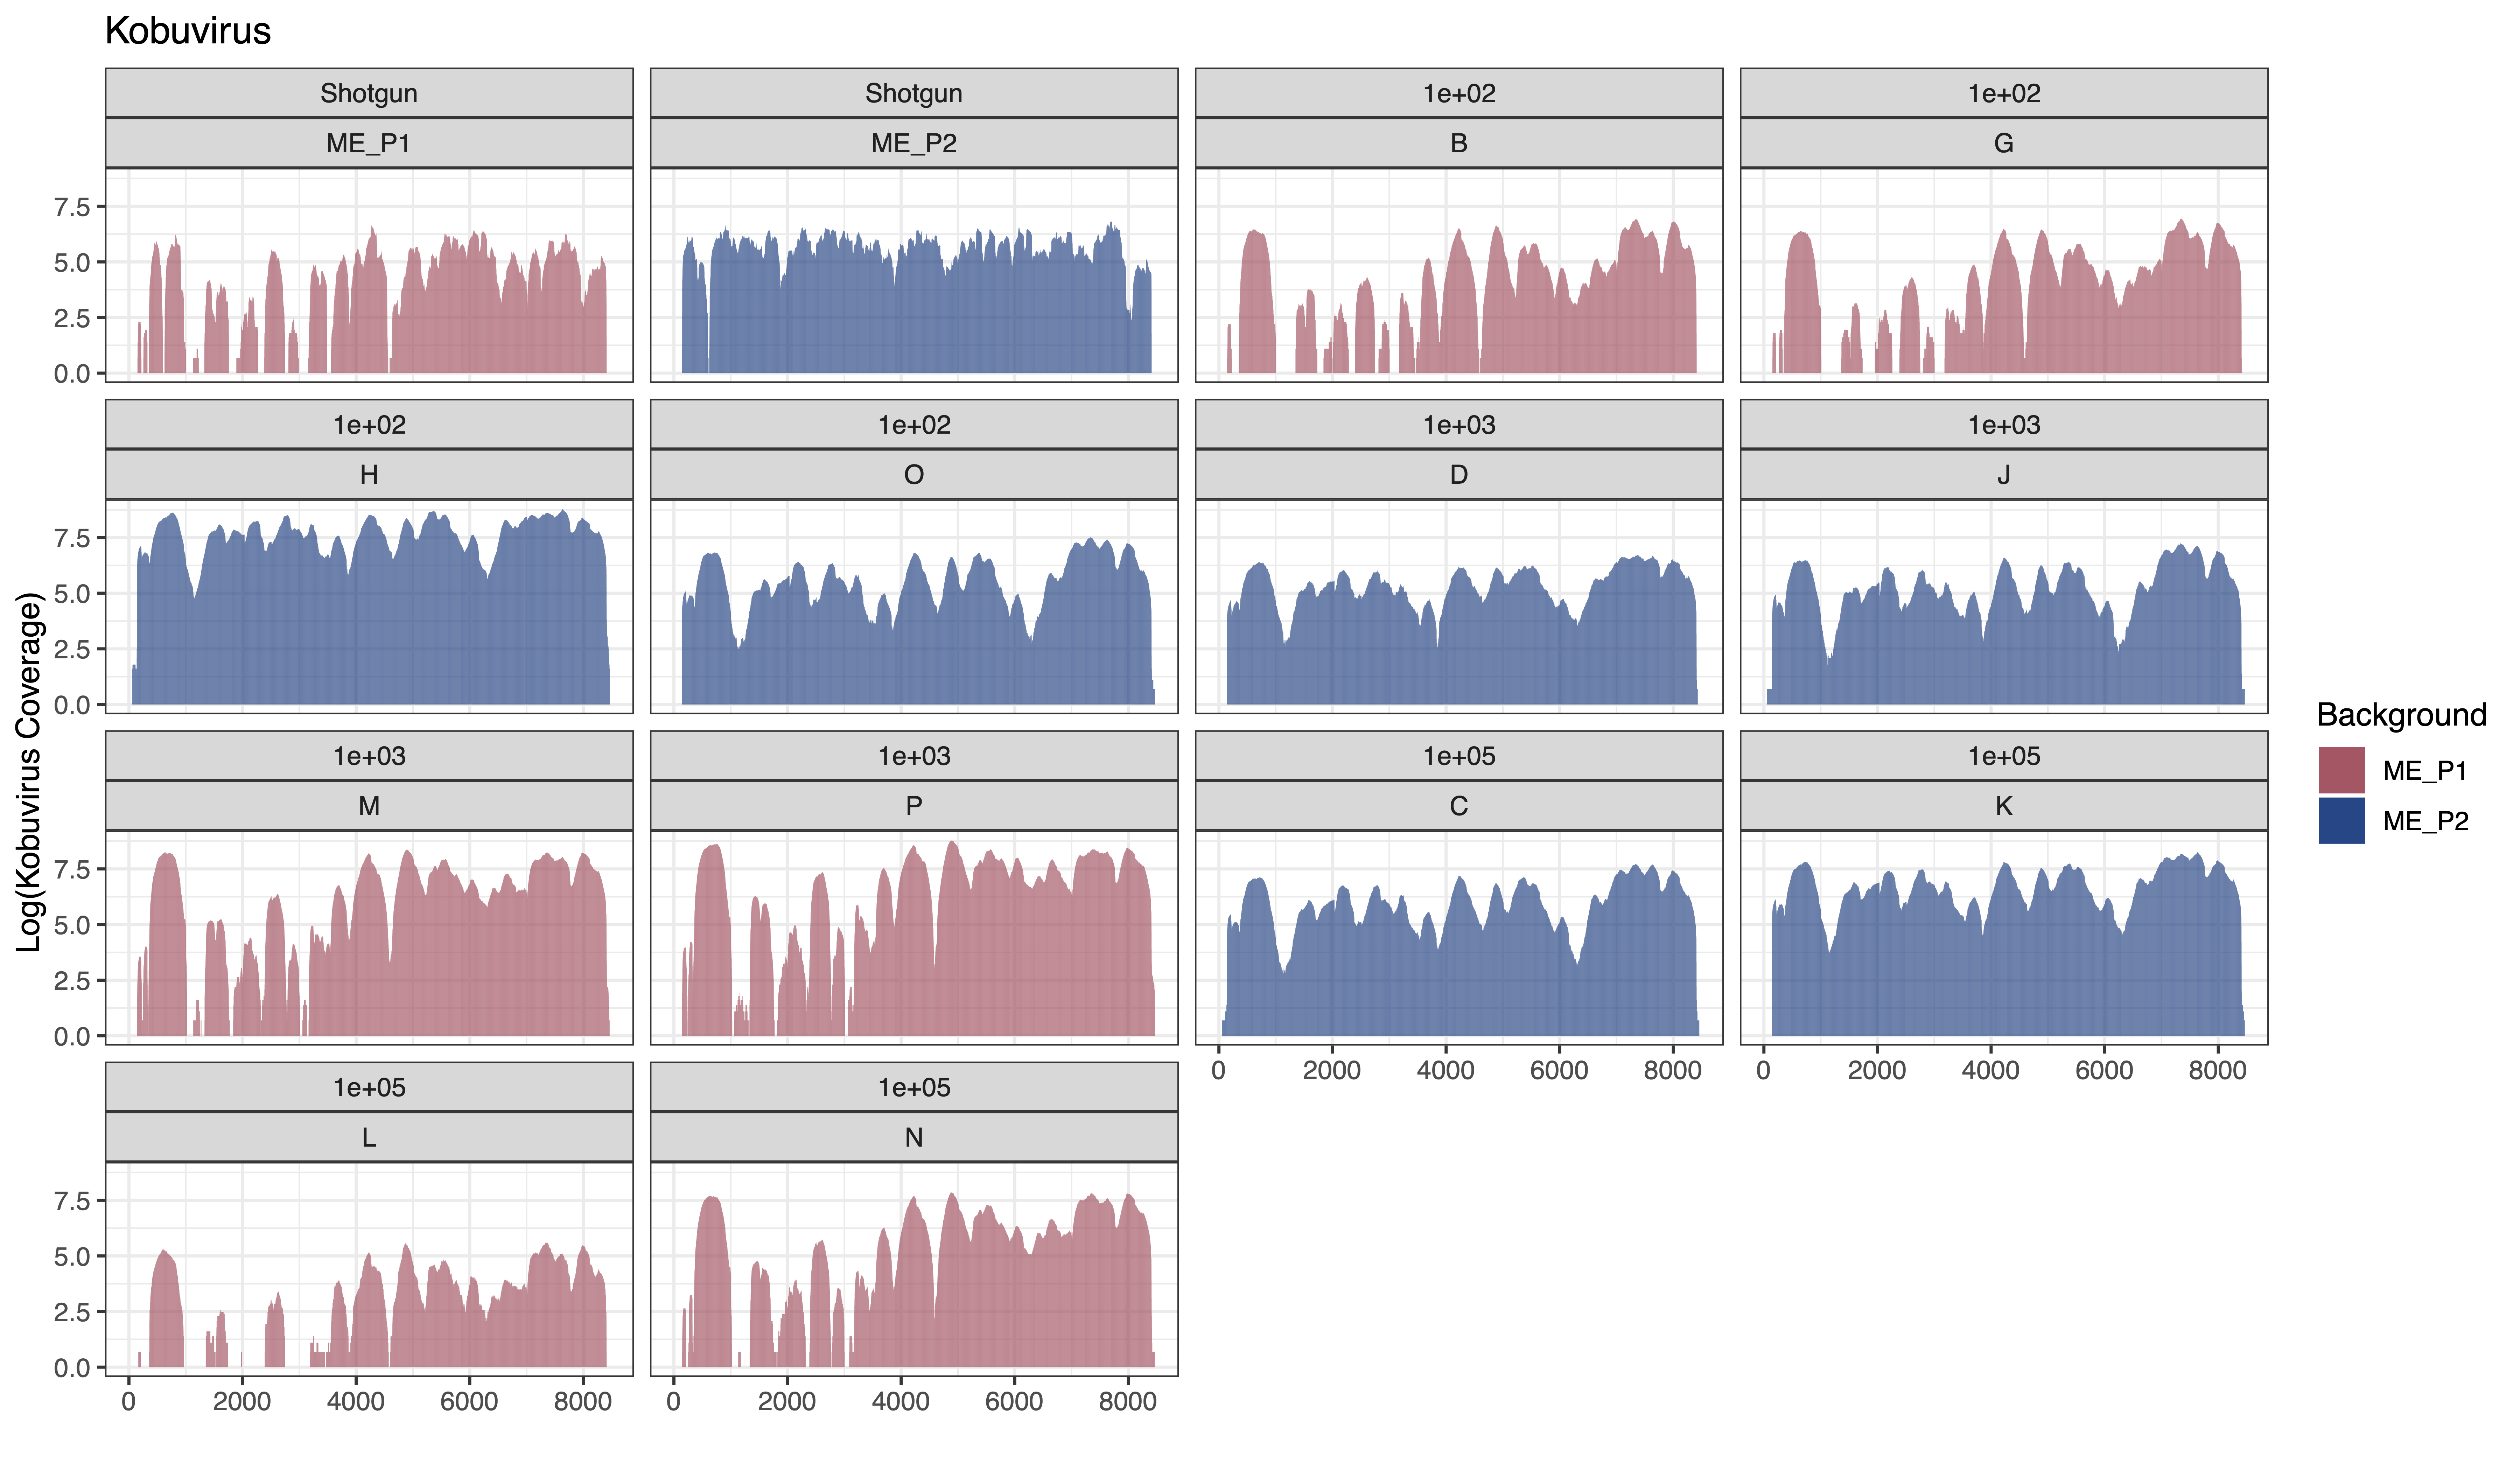 Kobuvirus
Shotgun Shotgun 1e+02 1e+02
ME_P1 ME_P2 B G
7.5
5.0
2.5
0.0
1e+02 1e+02 1e+03 1e+03
H O D J
7.5
5.0
2.5
0.0
Log(Kobuvirus Coverage)
Background
ME_P1
ME_P2
1e+03 1e+03 1e+05 1e+05
M P C K
7.5
5.0
2.5
0.0
0 2000 4000 6000 8000 0 2000 4000 6000 8000
1e+05 1e+05
L N
7.5
5.0
2.5
0.0
0 2000 4000 6000 8000 0 2000 4000 6000 8000